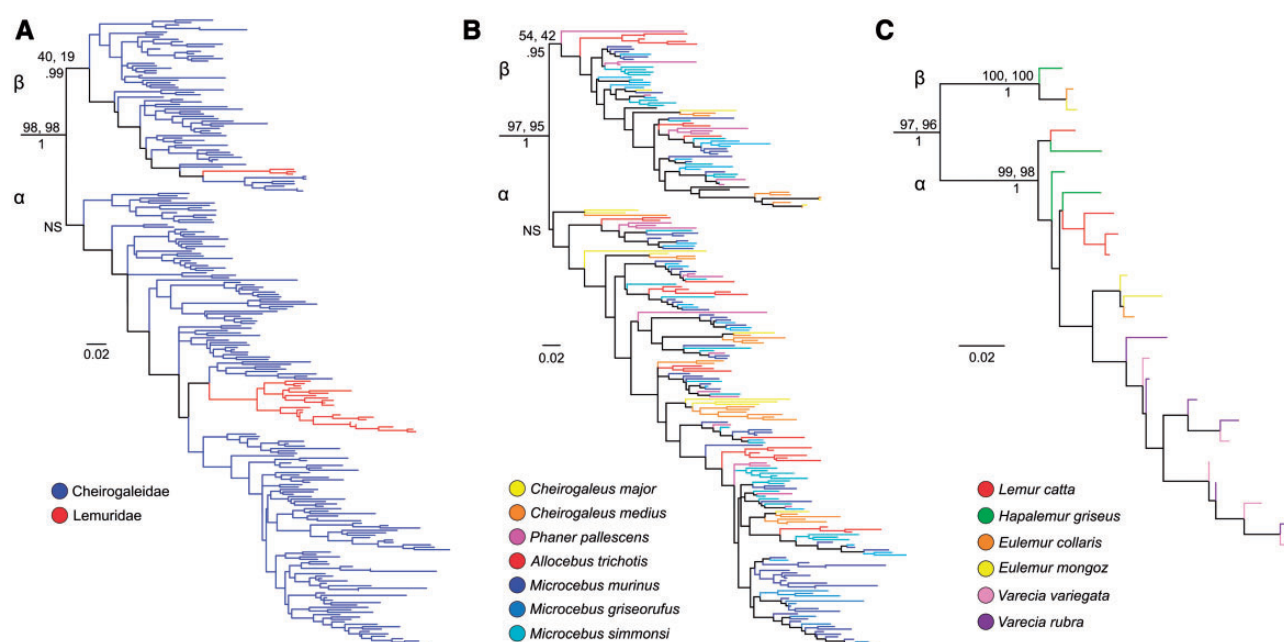 A
40, 19
.99
β
98, 98
1
α
NS
0.02
Cheirogaleidae
Lemuridae
B
54, 42
.95
β
97, 95
1
α
NS
0.02
Cheirogaleus major
Cheirogaleus medius
Phaner pallescens
Allocebus trichotis
Microcebus murinus
Microcebus griseorufus
Microcebus simmonsi
C
β
100, 100
1
97, 96
1
α
99, 98
1
0.02
Lemur catta
Hapalemur griseus
Eulemur collaris
Eulemur mongoz
Varecia variegata
Varecia rubra